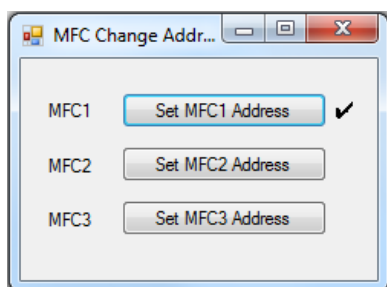 MFC Change Addr...
MFC1 Set MFC1 Address
MFC2 Set MFC2 Address
MFC3 Set MFC3 Address